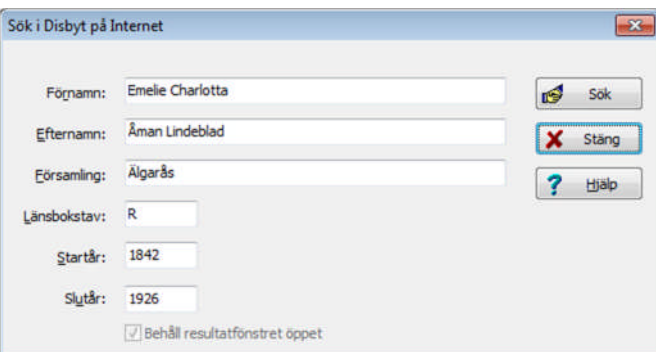 Sök i Disbyt på Internet
Förnamn: Emelie Charlotta
Sök
Efternamn: Åman Lindeblad
Stäng
Församling: Älgarås
Hjälp
Länsbokstav: R
Startår: 1842
Slutår: 1926
Behåll resultatfönstret öppet